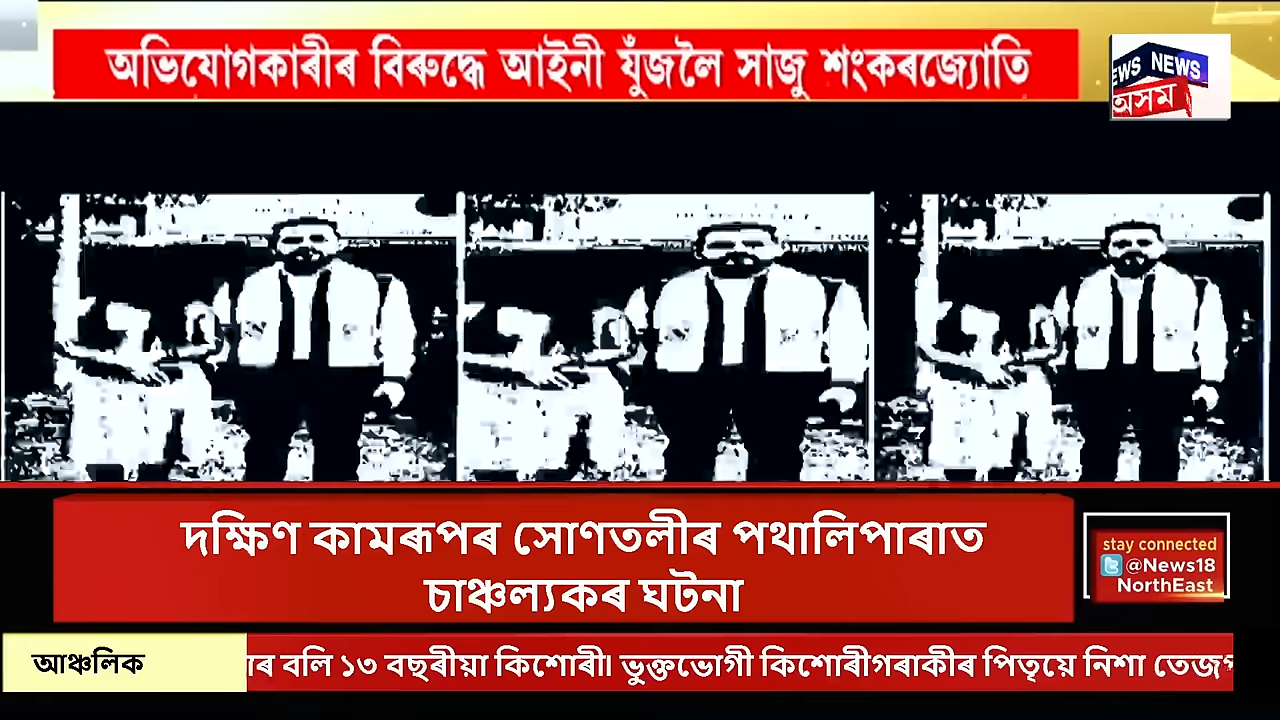 অভিযোগকাৰীৰ বিৰুদ্ধে আইনী যুঁজলৈ সাজু শংকৰজ্যোতি
EWS NEWS
অসম
দক্ষিণ কামৰূপৰ সোণতলীৰ পথালিপাৰাত
চাঞ্চল্যকৰ ঘটনা
stay connected
@News18
NorthEast
আঞ্চলিক
ৰ বলি ১৩ বছৰীয়া কিশোৰী। ভুক্তভোগী কিশোৰীগৰাকীৰ পিতৃয়ে নিশা